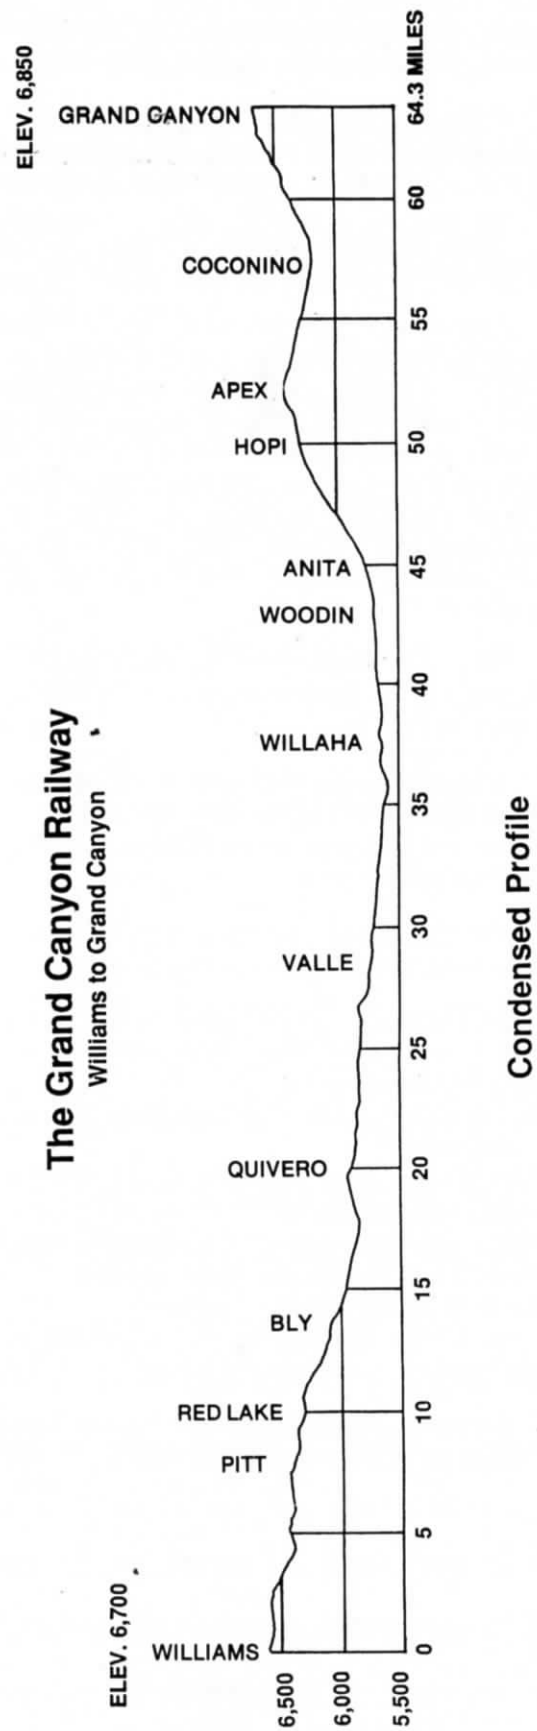 The Grand Canyon Railway
Williams to Grand Canyon
ELEV. 6,700
ELEV. 6,850
WILLIAMS
PITT
RED LAKE
BLY
QUIVERO
VALLE
WILLAHA
WOODIN
ANITA
HOPI
APEX
COCONINO
GRAND CANYON
6,500
6,000
5,500
0 5 10 15 20 25 30 35 40 45 50 55 60 64.3 MILES
Condensed Profile